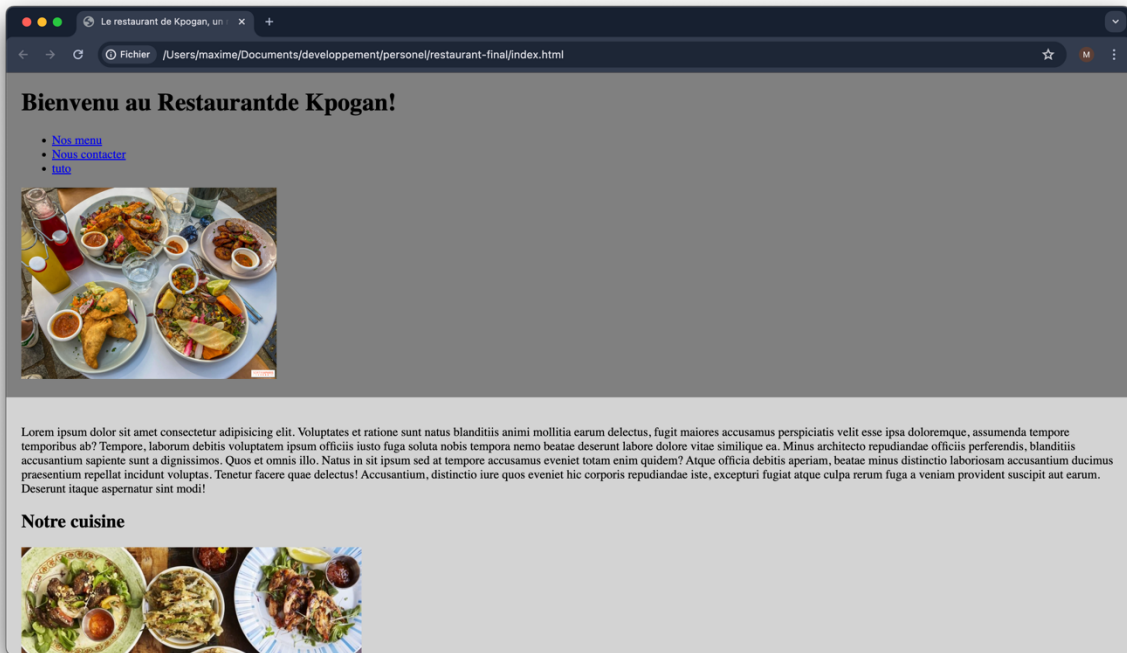 Le restaurant de Kpogan, un
Fichier /Users/maxime/Documents/developpement/personel/restaurant-final/index.html
M
Bienvenu au Restaurantde Kpogan!
Nos menu
Nous contacter
tuto
Lorem ipsum dolor sit amet consectetur adipisicing elit. Voluptates et ratione sunt natus blanditiis animi mollitia earum delectus, fugit maiores accusamus perspiciatis velit esse ipsa doloremque, assumenda tempore
temporibus ab? Tempore, laborum debitis voluptatem ipsum officiis iusto fuga soluta nobis tempora nemo beatae deserunt labore dolore vitae similique ea. Minus architecto repudiandae officiis perferendis, blanditiis
accusantium sapiente sunt a dignissimos. Quos et omnis illo. Natus in sit ipsum sed at tempore accusamus eveniet totam enim quidem? Atque officia debitis aperiam, beatae minus distinctio laboriosam accusantium ducimus
praesentium repellat incidunt voluptas. Tenetur facere quae delectus! Accusantium, distinctio iure quos eveniet hic corporis repudiandae iste, excepturi fugiat atque culpa rerum fuga a veniam provident suscipit aut earum.
Deserunt itaque aspernatur sint modi!
Notre cuisine